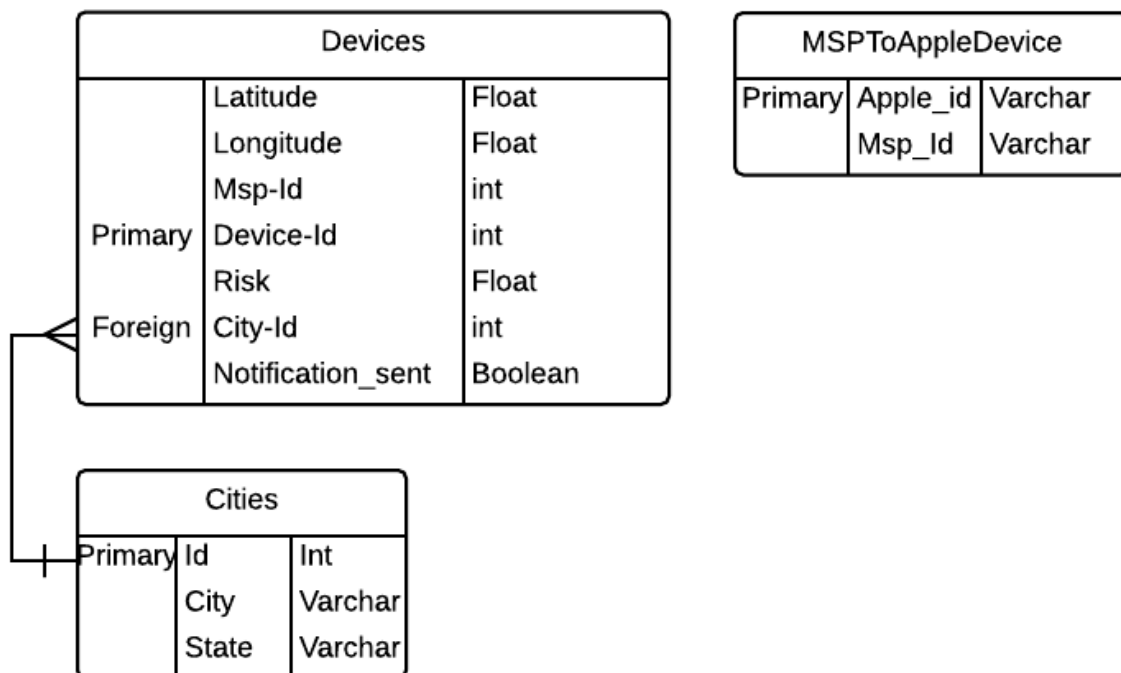 Devices
Latitude Float
Longitude Float
Msp-Id int
Primary Device-Id int
Risk Float
Foreign City-Id int
Notification_sent Boolean
MSPToAppleDevice
Primary Apple_id Varchar
Msp_Id Varchar
Cities
Primary Id Int
City Varchar
State Varchar